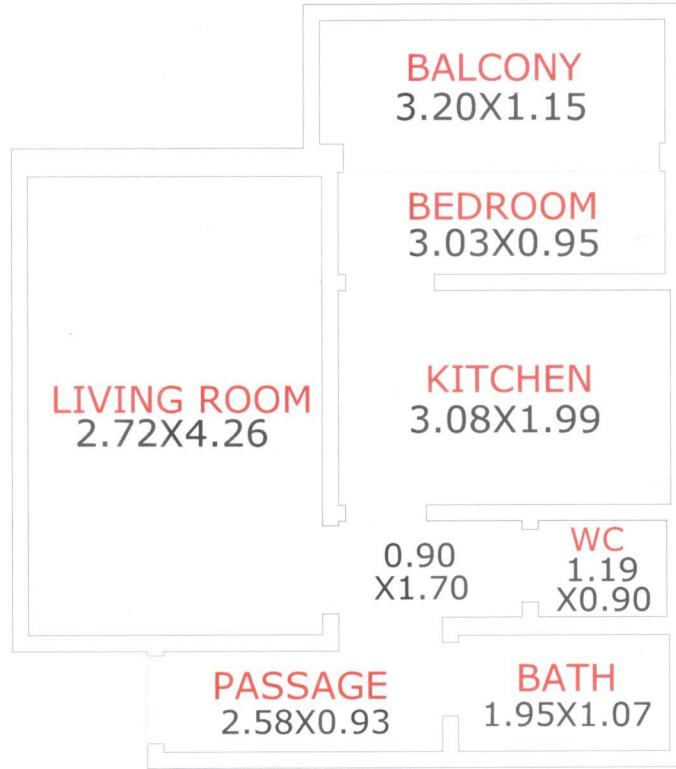 BALCONY
3.20X1.15
BEDROOM
3.03X0.95
KITCHEN
3.08X1.99
LIVING ROOM
2.72X4.26
0.90
X1.70
WC
1.19
X0.90
PASSAGE
2.58X0.93
BATH
1.95X1.07